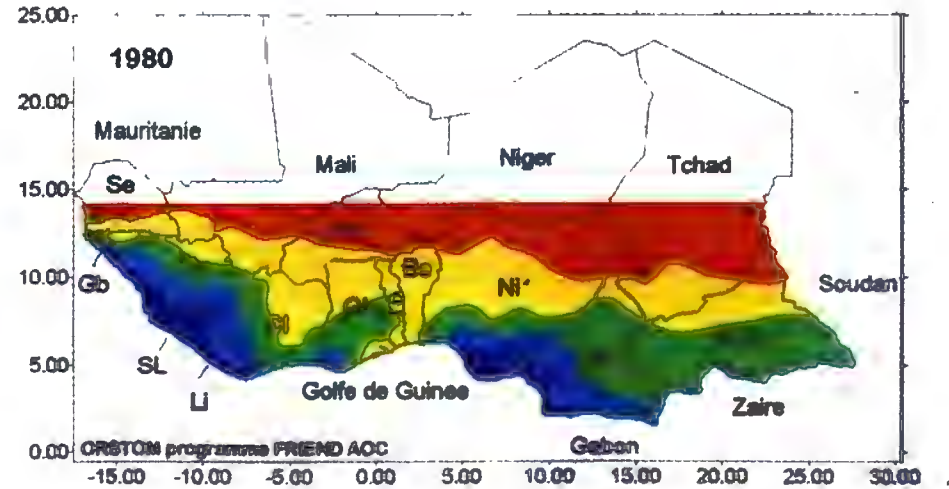 25.00
1980
20.00
Mauritanie
Mali
Niger
Tchad
15.00
Se
Be
10.00
Gb
Ni
Soudan
CI
SL
5.00
Li
Golfe de Guinee
Zaire
0.00
ORSTOM programme FRIEND AOC
Gabon
-15.00 -10.00 -5.00 0.00 5.00 10.00 15.00 20.00 25.00 30.00